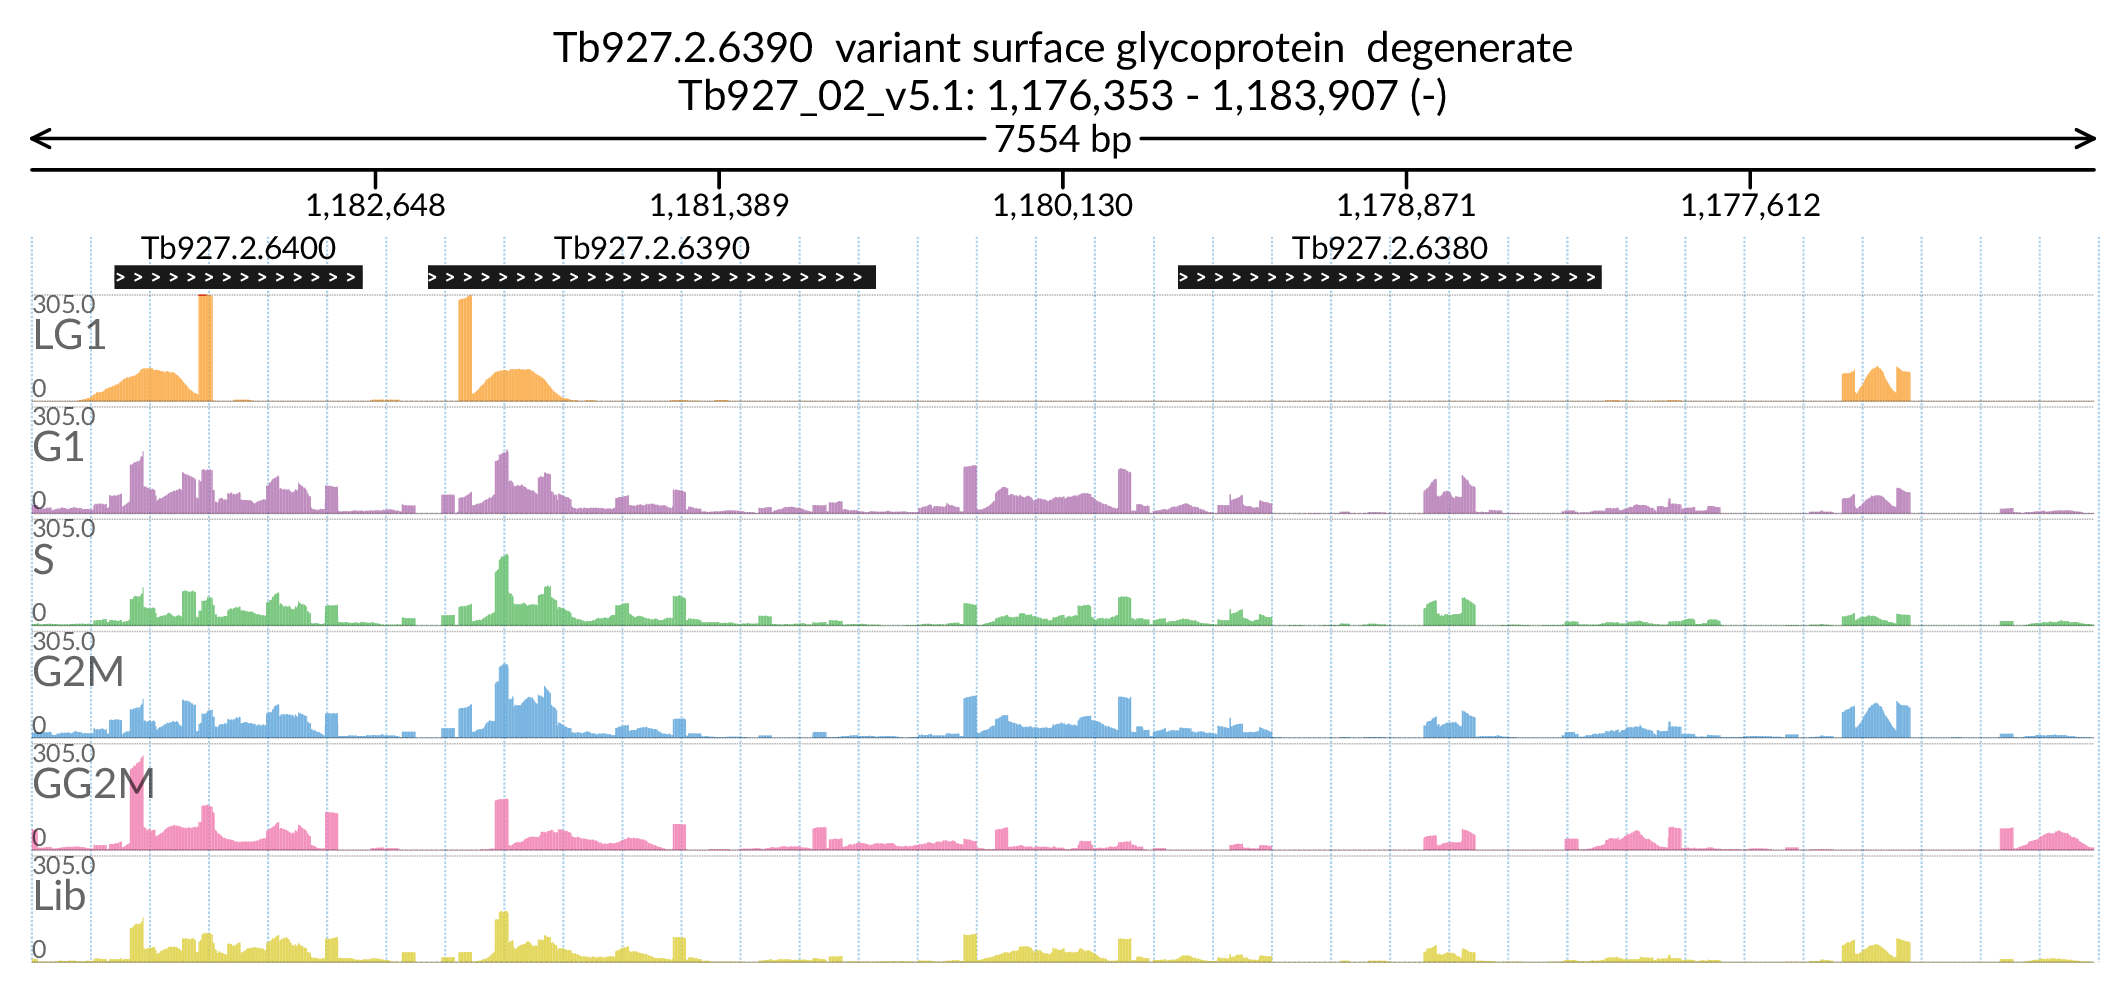 Tb927.2.6390  variant surface glycoprotein  degenerate
Tb927_02_v5.1: 1,176,353 - 1,183,907 (-)
7554 bp
1,182,648 1,181,389 1,180,130 1,178,871 1,177,612
Tb927.2.6400 Tb927.2.6390 Tb927.2.6380
305.0
LG1
0
305.0
G1
0
305.0
S
0
305.0
G2M
0
305.0
GG2M
0
305.0
Lib
0